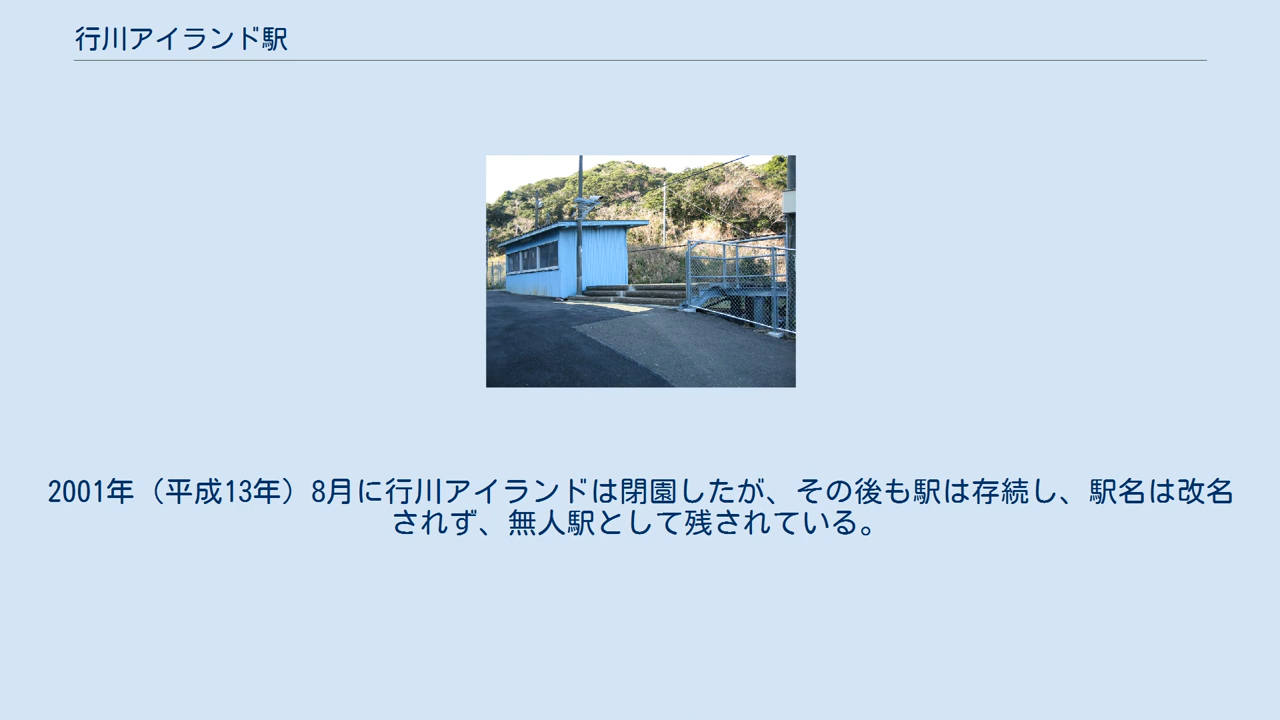 行川アイランド駅
2001年（平成13年）8月に行川アイランドは閉園したが、その後も駅は存続し、駅名は改名
されず、無人駅として残されている。